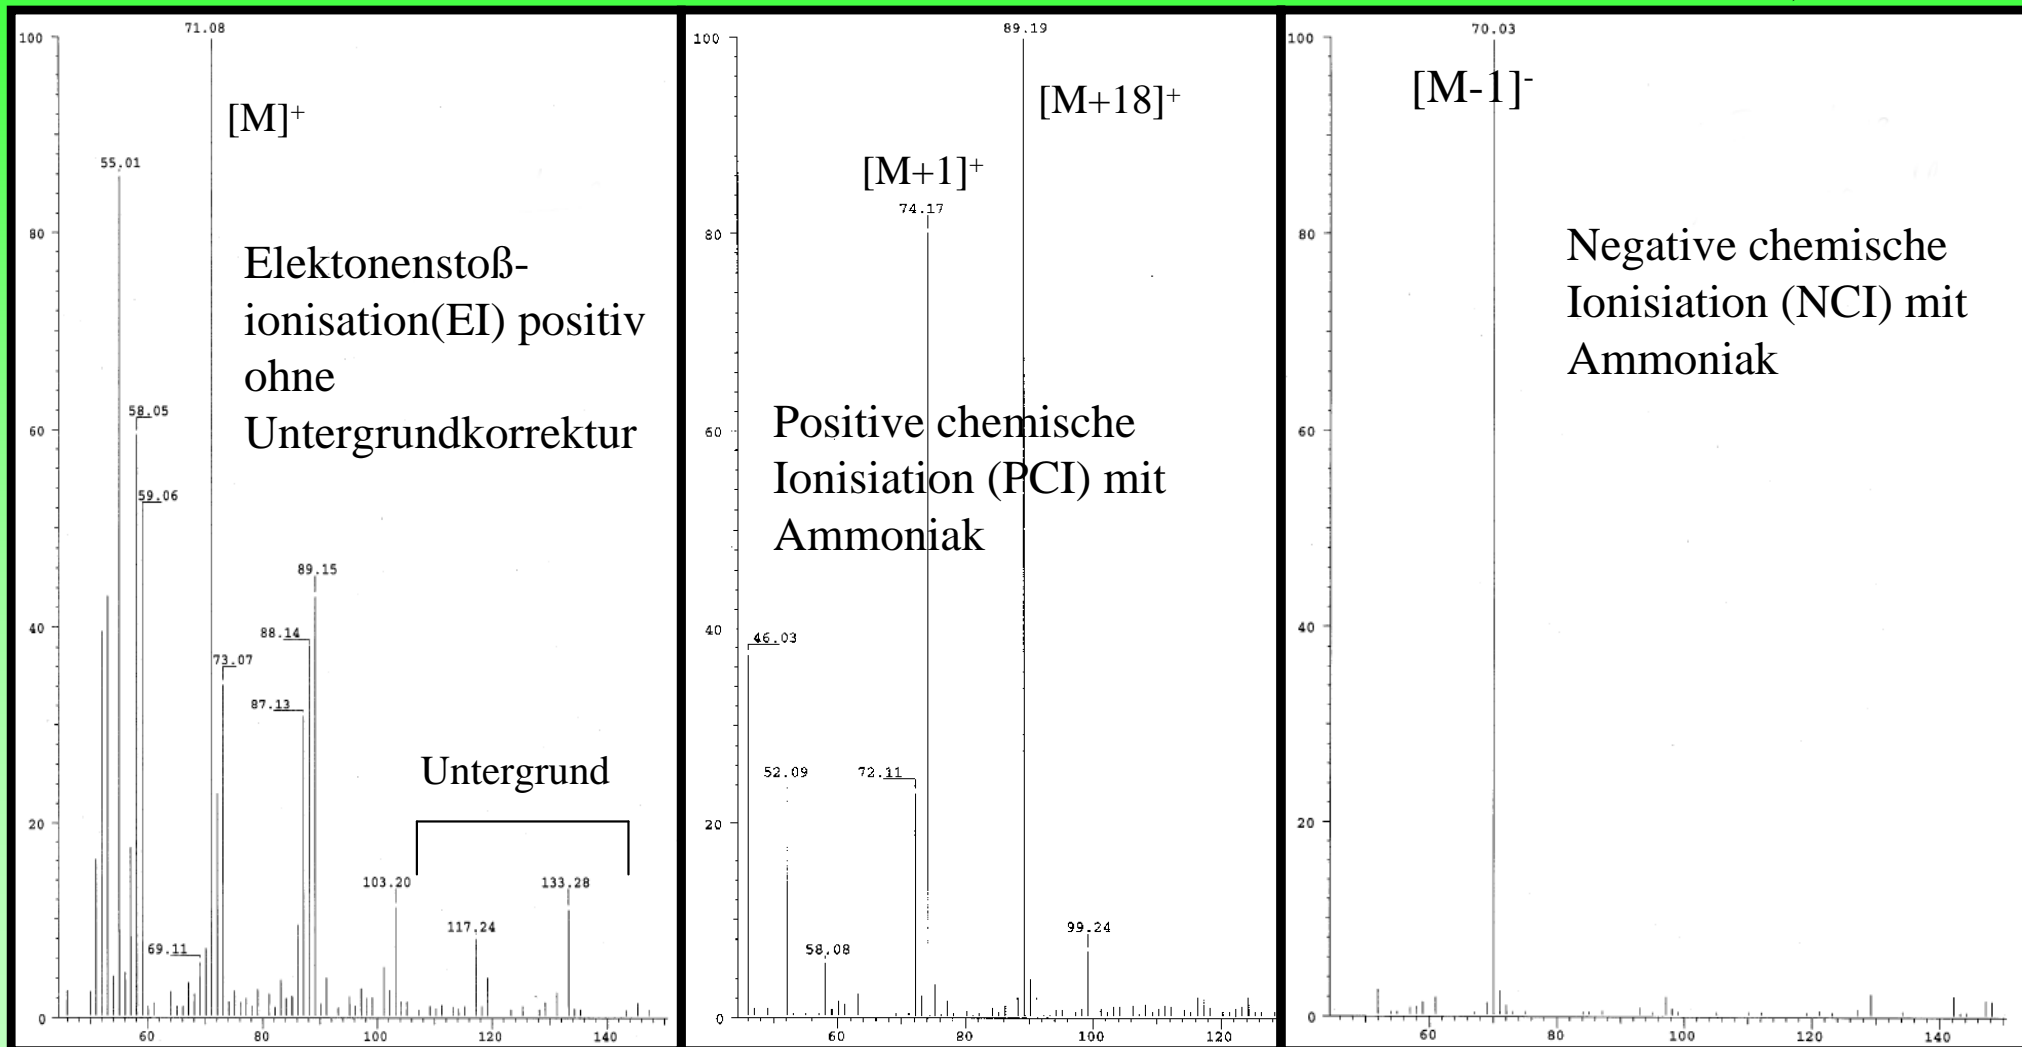 71.08
100
[M]+
55.01
80
Elektonenstoß-
ionisation(EI) positiv
ohne
Untergrundkorrektur
58.05
60
59.06
89.15
40
88.14
73.07
87.13
Untergrund
20
103.20
133.28
117.24
69.11
0
60 80 100 120 140
89.19
100
[M+18]+
[M+1]+
74.17
80
Positive chemische
Ionisiation (PCI) mit
Ammoniak
60
40
46.03
52.09
72.11
20
99.24
58.08
0
60 80 100 120
70.03
100
[M-1]-
80
Negative chemische
Ionisiation (NCI) mit
Ammoniak
60
40
20
0
60 80 100 120 140